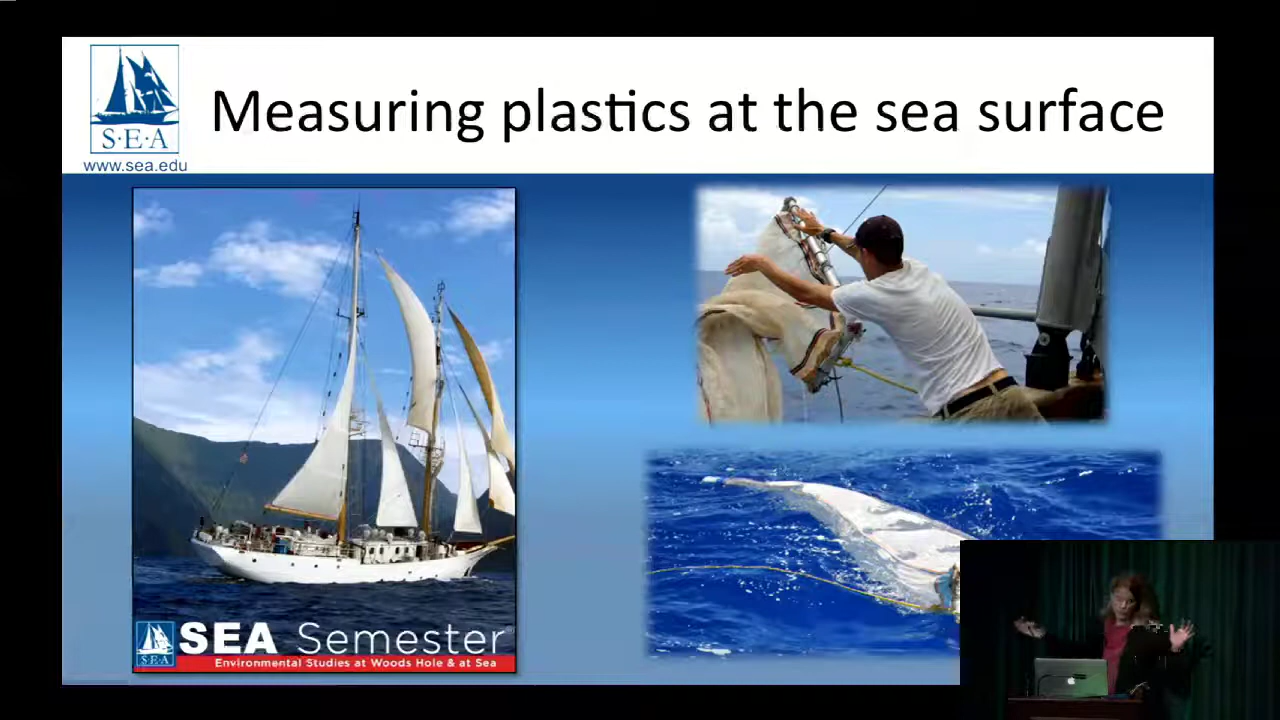 S·E·A
www.sea.edu
Measuring plastics at the sea surface
S·E·A
SEA Semester
Environmental Studies at Woods Hole & at Sea